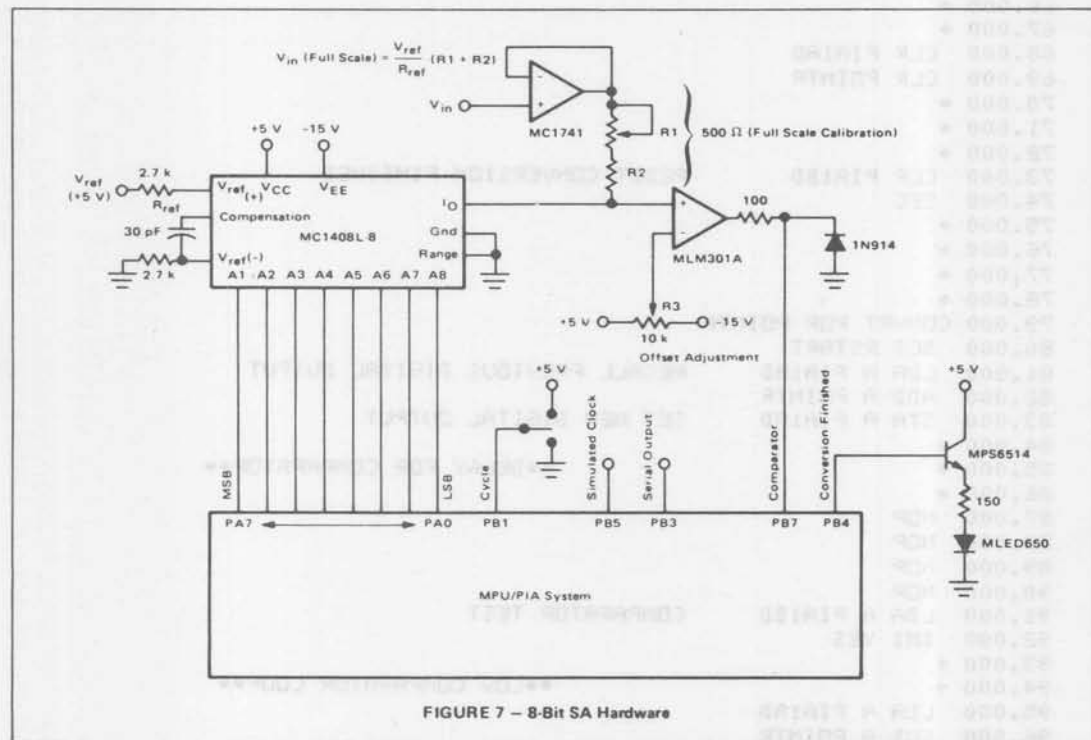 V_in (Full Scale) = V_ref / R_ref (R1 + R2)
V_in
MC1741
R1
500 Ω (Full Scale Calibration)
R2
+5 V
-15 V
V_ref
(+5 V)
2.7 k
R_ref
V_ref(+)
V_CC
V_EE
Compensation
I_O
30 pF
MC1408L-8
Gnd
Range
2.7 k
V_ref(-)
A1 A2 A3 A4 A5 A6 A7 A8
100
1N914
MLM301A
R3
+5 V
-15 V
10 k
Offset Adjustment
+5 V
+5 V
MSB
LSB
Cycle
Simulated Clock
Serial Output
Comparator
Conversion Finished
MPS6514
150
MLED650
PA7
PA0
PB1
PB5
PB3
PB7
PB4
MPU/PIA System
FIGURE 7 – 8-Bit SA Hardware